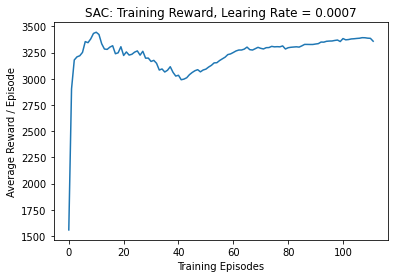 SAC: Training Reward, Learing Rate = 0.0007
Average Reward / Episode
3500
3250
3000
2750
2500
2250
2000
1750
1500
0 20 40 60 80 100
Training Episodes